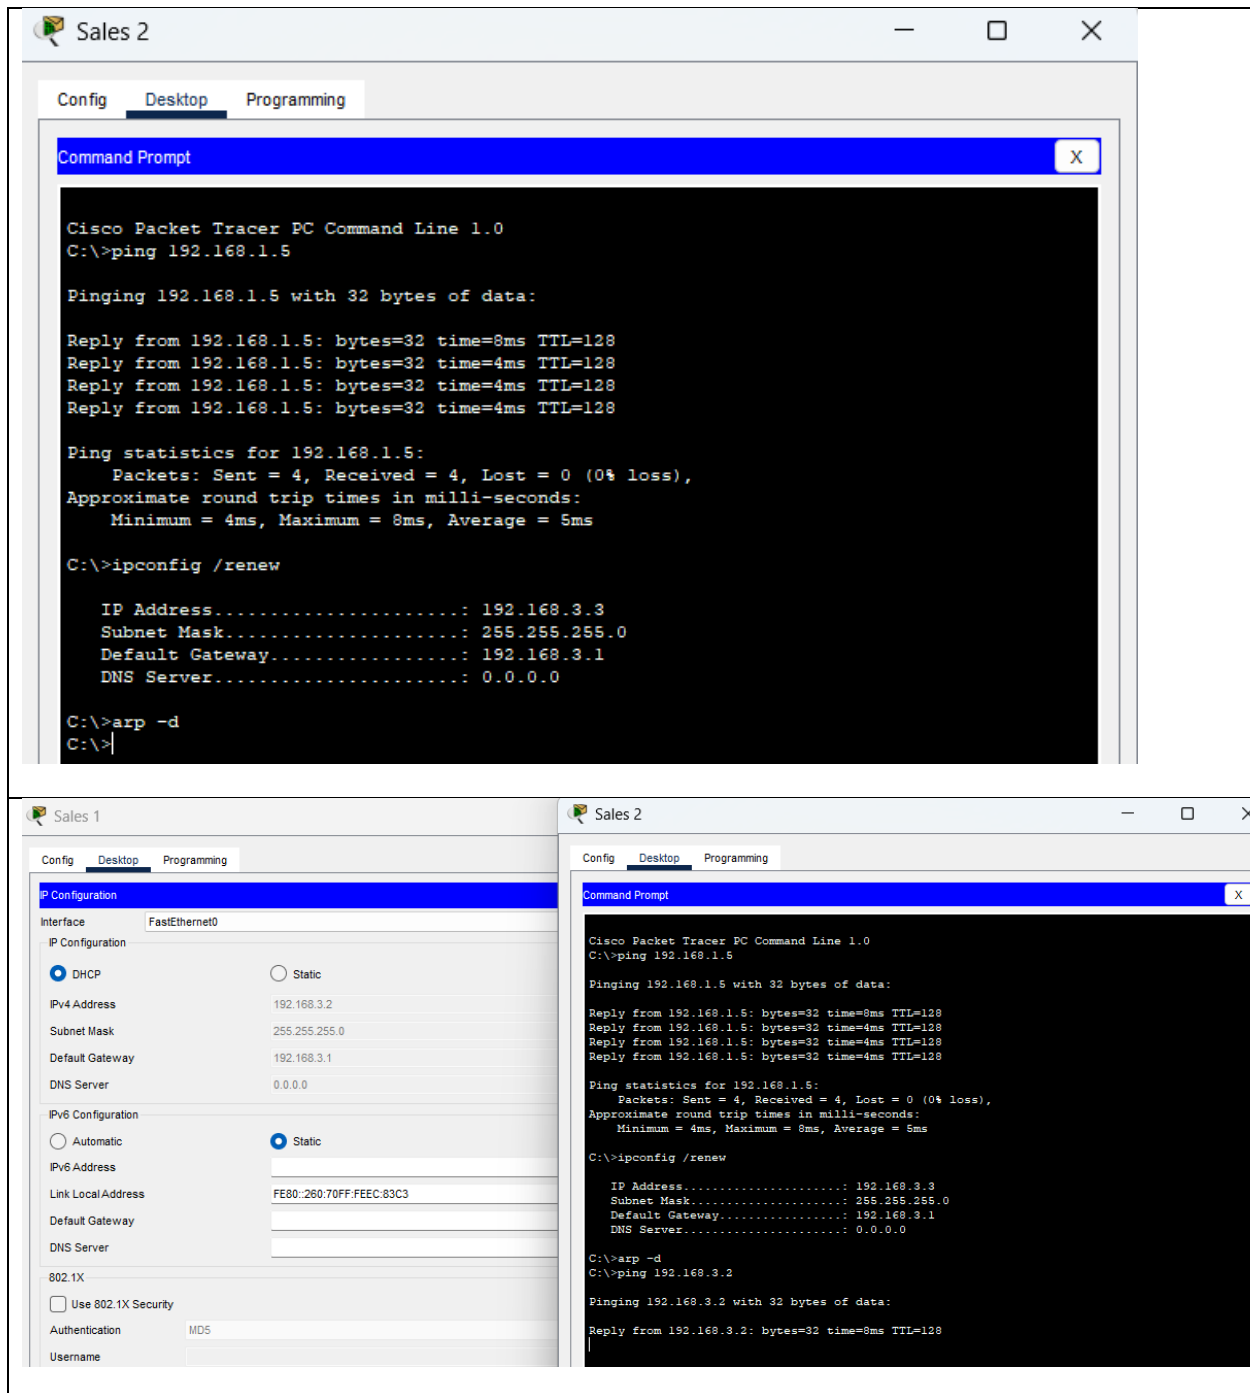 Sales 2
Config Desktop Programming
Command Prompt
X
Cisco Packet Tracer PC Command Line 1.0
C:\>ping 192.168.1.5
Pinging 192.168.1.5 with 32 bytes of data:
Reply from 192.168.1.5: bytes=32 time=8ms TTL=128
Reply from 192.168.1.5: bytes=32 time=4ms TTL=128
Reply from 192.168.1.5: bytes=32 time=4ms TTL=128
Reply from 192.168.1.5: bytes=32 time=4ms TTL=128
Ping statistics for 192.168.1.5:
Packets: Sent = 4, Received = 4, Lost = 0 (0% loss),
Approximate round trip times in milli-seconds:
Minimum = 4ms, Maximum = 8ms, Average = 5ms
C:\>ipconfig /renew
IP Address......................: 192.168.3.3
Subnet Mask.....................: 255.255.255.0
Default Gateway.................: 192.168.3.1
DNS Server......................: 0.0.0.0
C:\>arp -d
C:\>
Sales 1
Config Desktop Programming
IP Configuration
Interface FastEthernet0
IP Configuration
DHCP Static
IPv4 Address 192.168.3.2
Subnet Mask 255.255.255.0
Default Gateway 192.168.3.1
DNS Server 0.0.0.0
IPv6 Configuration
Automatic Static
IPv6 Address
Link Local Address FE80::260:70FF:FEEC:83C3
Default Gateway
DNS Server
802.1X
Use 802.1X Security
Authentication MD5
Username
Sales 2
Config Desktop Programming
Command Prompt
X
Cisco Packet Tracer PC Command Line 1.0
C:\>ping 192.168.1.5
Pinging 192.168.1.5 with 32 bytes of data:
Reply from 192.168.1.5: bytes=32 time=8ms TTL=128
Reply from 192.168.1.5: bytes=32 time=4ms TTL=128
Reply from 192.168.1.5: bytes=32 time=4ms TTL=128
Reply from 192.168.1.5: bytes=32 time=4ms TTL=128
Ping statistics for 192.168.1.5:
Packets: Sent = 4, Received = 4, Lost = 0 (0% loss),
Approximate round trip times in milli-seconds:
Minimum = 4ms, Maximum = 8ms, Average = 5ms
C:\>ipconfig /renew
IP Address......................: 192.168.3.3
Subnet Mask.....................: 255.255.255.0
Default Gateway.................: 192.168.3.1
DNS Server......................: 0.0.0.0
C:\>arp -d
C:\>ping 192.168.3.2
Pinging 192.168.3.2 with 32 bytes of data:
Reply from 192.168.3.2: bytes=32 time=8ms TTL=128